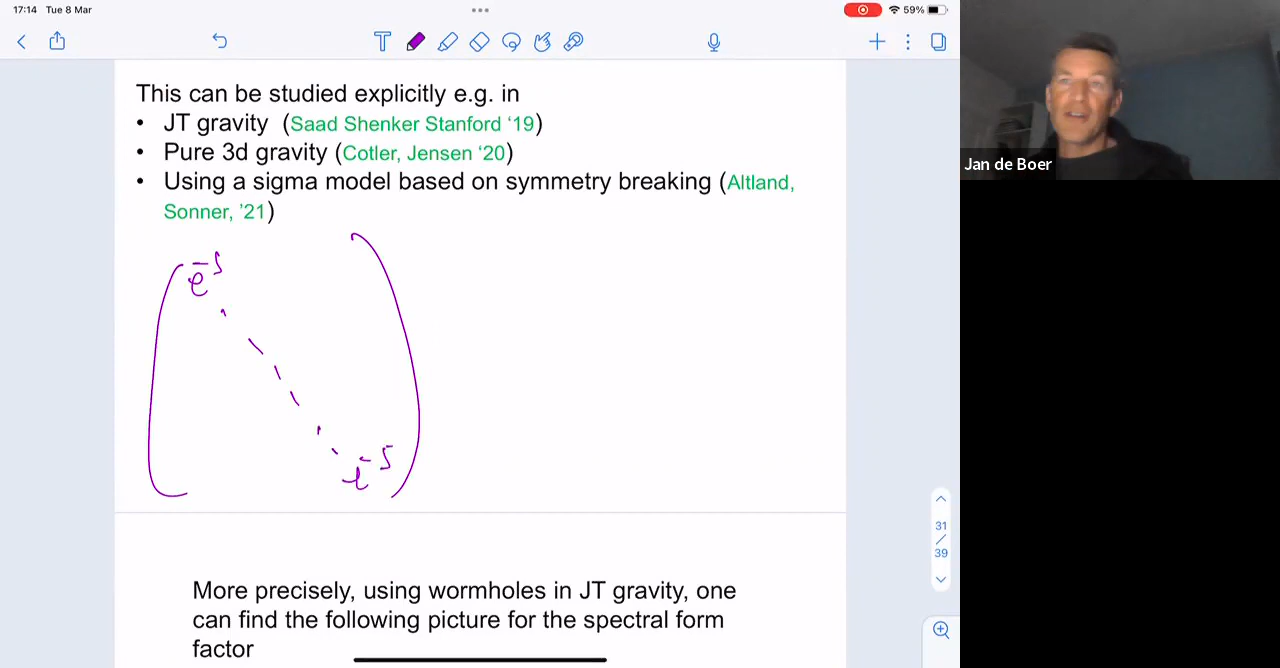 17:14 Tue 8 Mar
59%
This can be studied explicitly e.g. in
• JT gravity (Saad Shenker Stanford ‘19)
• Pure 3d gravity (Cotler, Jensen ‘20)
• Using a sigma model based on symmetry breaking (Altland,
Sonner, ’21)
Jan de Boer
e^-S
e^-S
31
39
More precisely, using wormholes in JT gravity, one
can find the following picture for the spectral form
factor